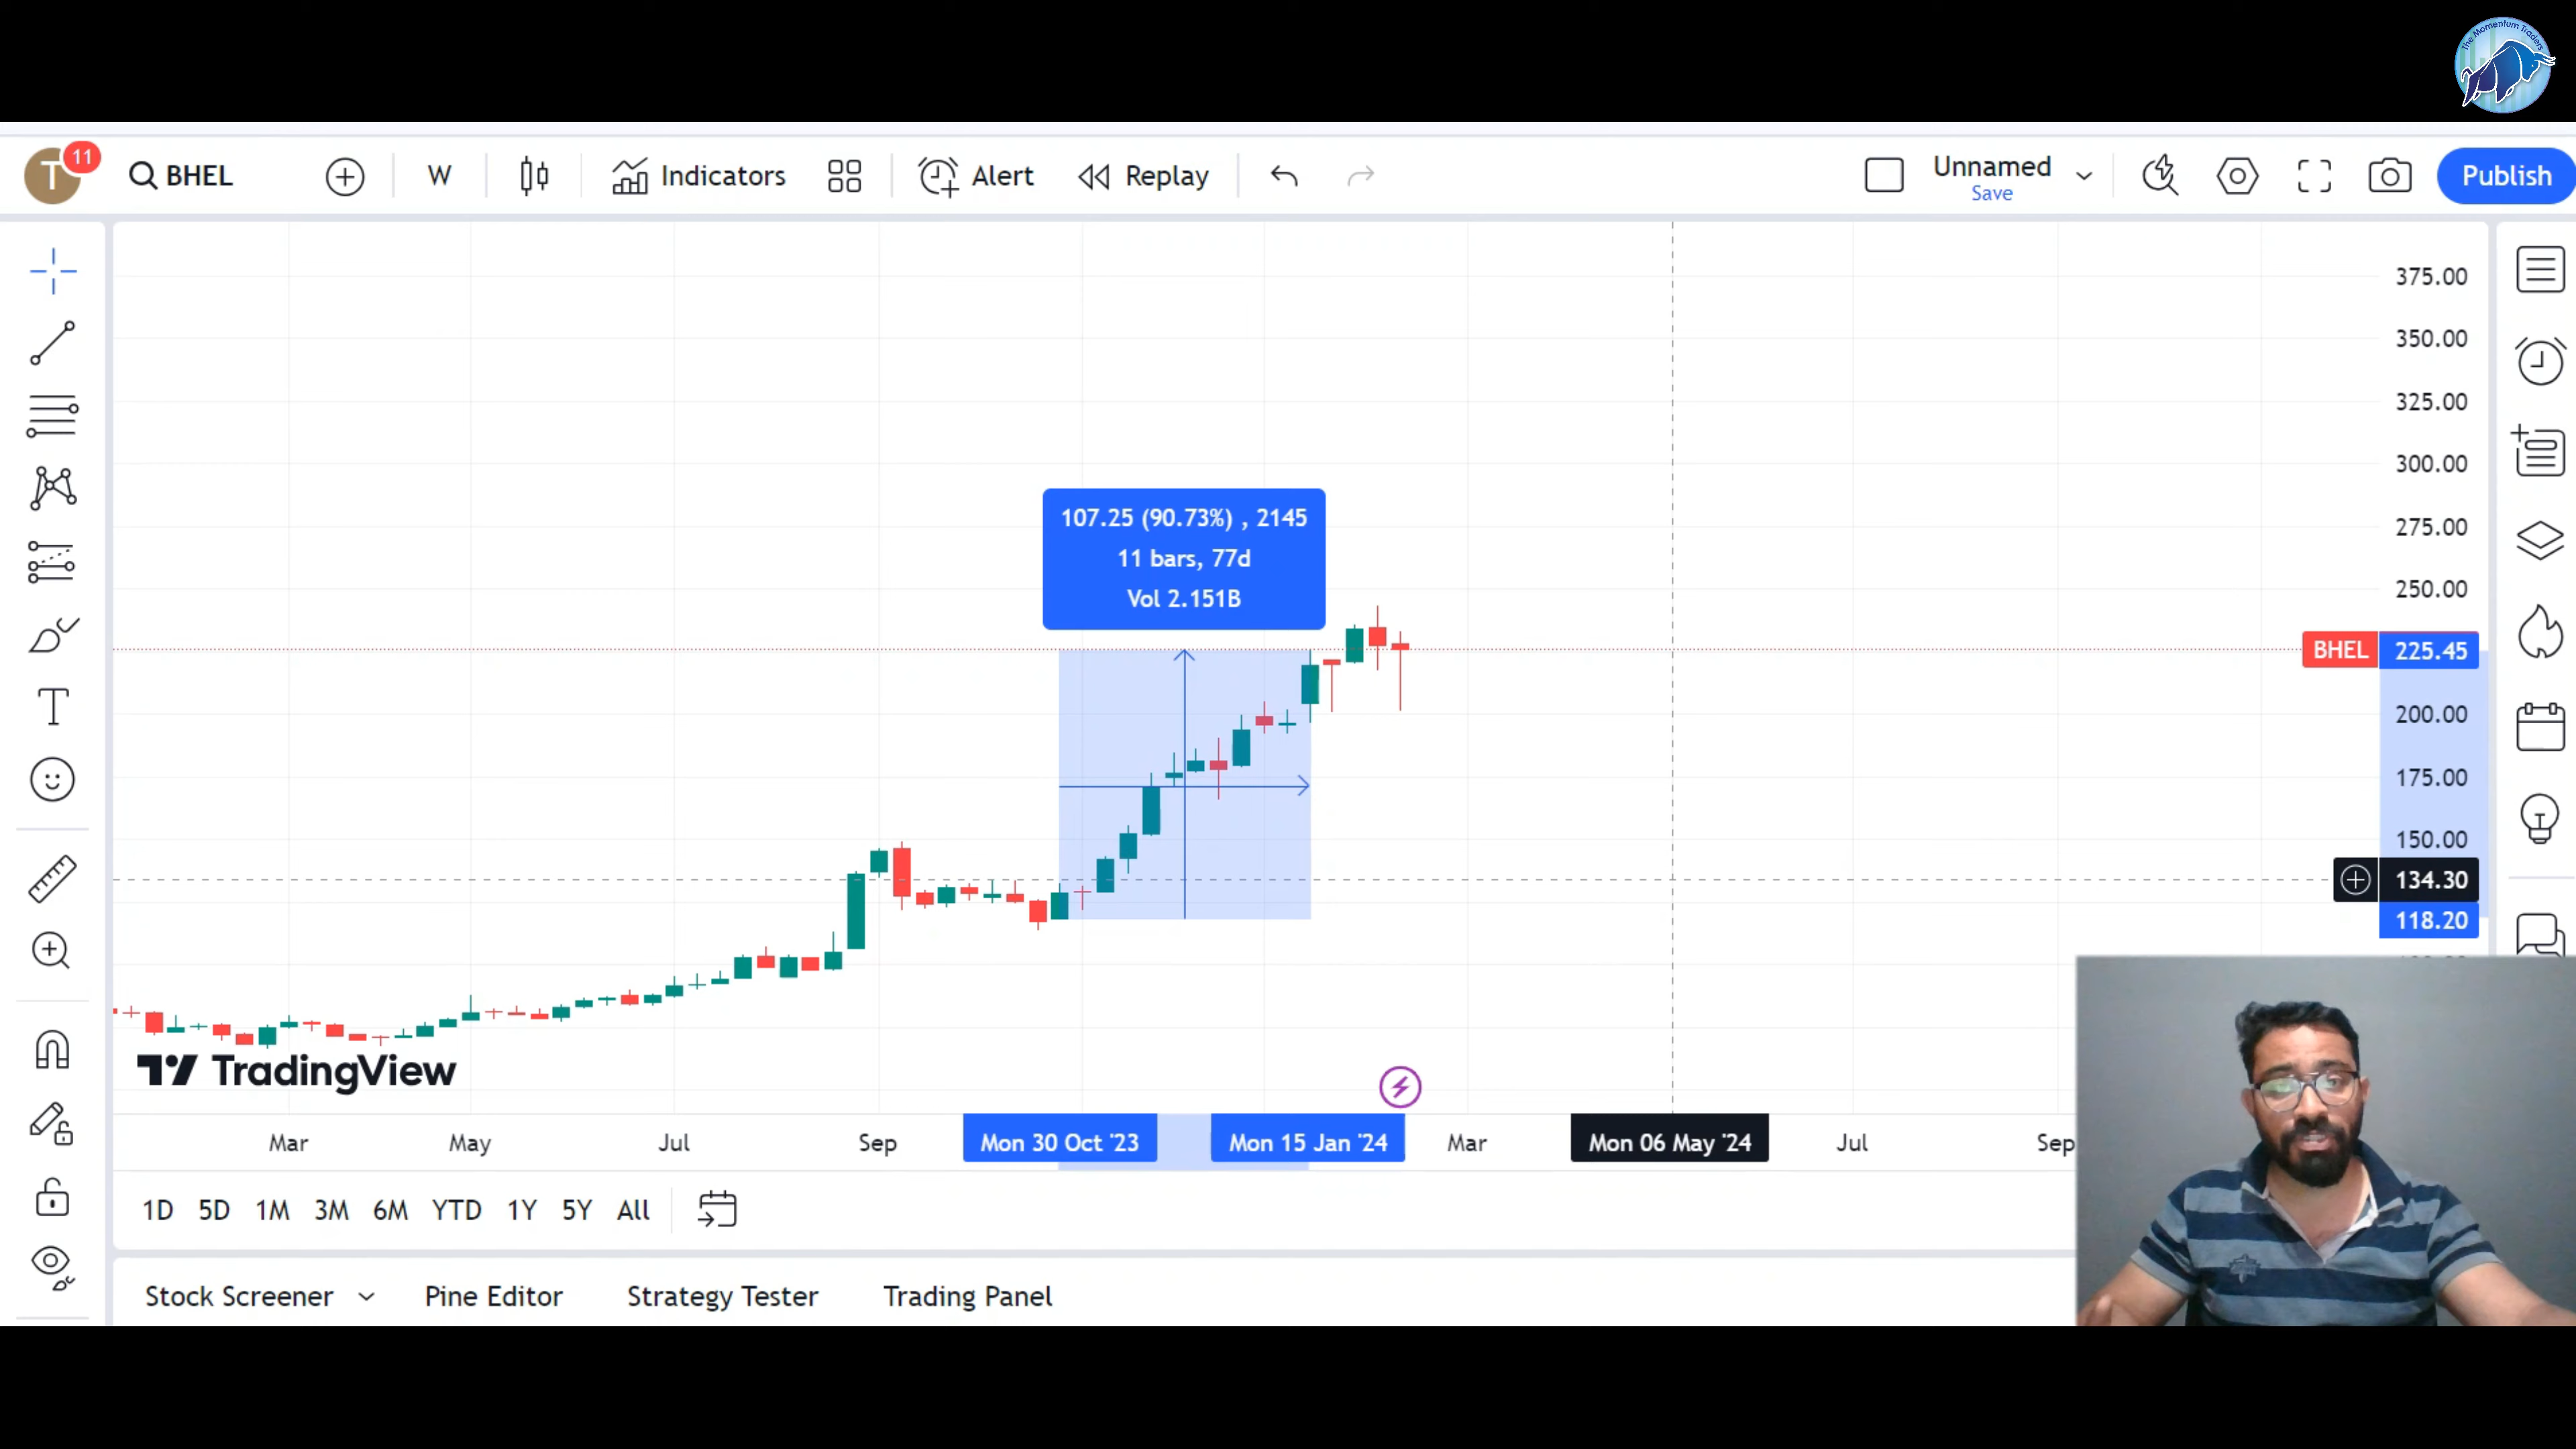 The Momentum Traders
T 11 BHEL W Indicators Alert Replay Unnamed Publish
Save
375.00
350.00
325.00
300.00
107.25 (90.73%) , 2145
275.00
11 bars, 77d
Vol 2.151B
250.00
BHEL 225.45
200.00
175.00
150.00
134.30
118.20
TradingView
Mar May Jul Sep Mon 30 Oct '23 Mon 15 Jan '24 Mar Mon 06 May '24 Jul Sep
1D 5D 1M 3M 6M YTD 1Y 5Y All
Stock Screener Pine Editor Strategy Tester Trading Panel